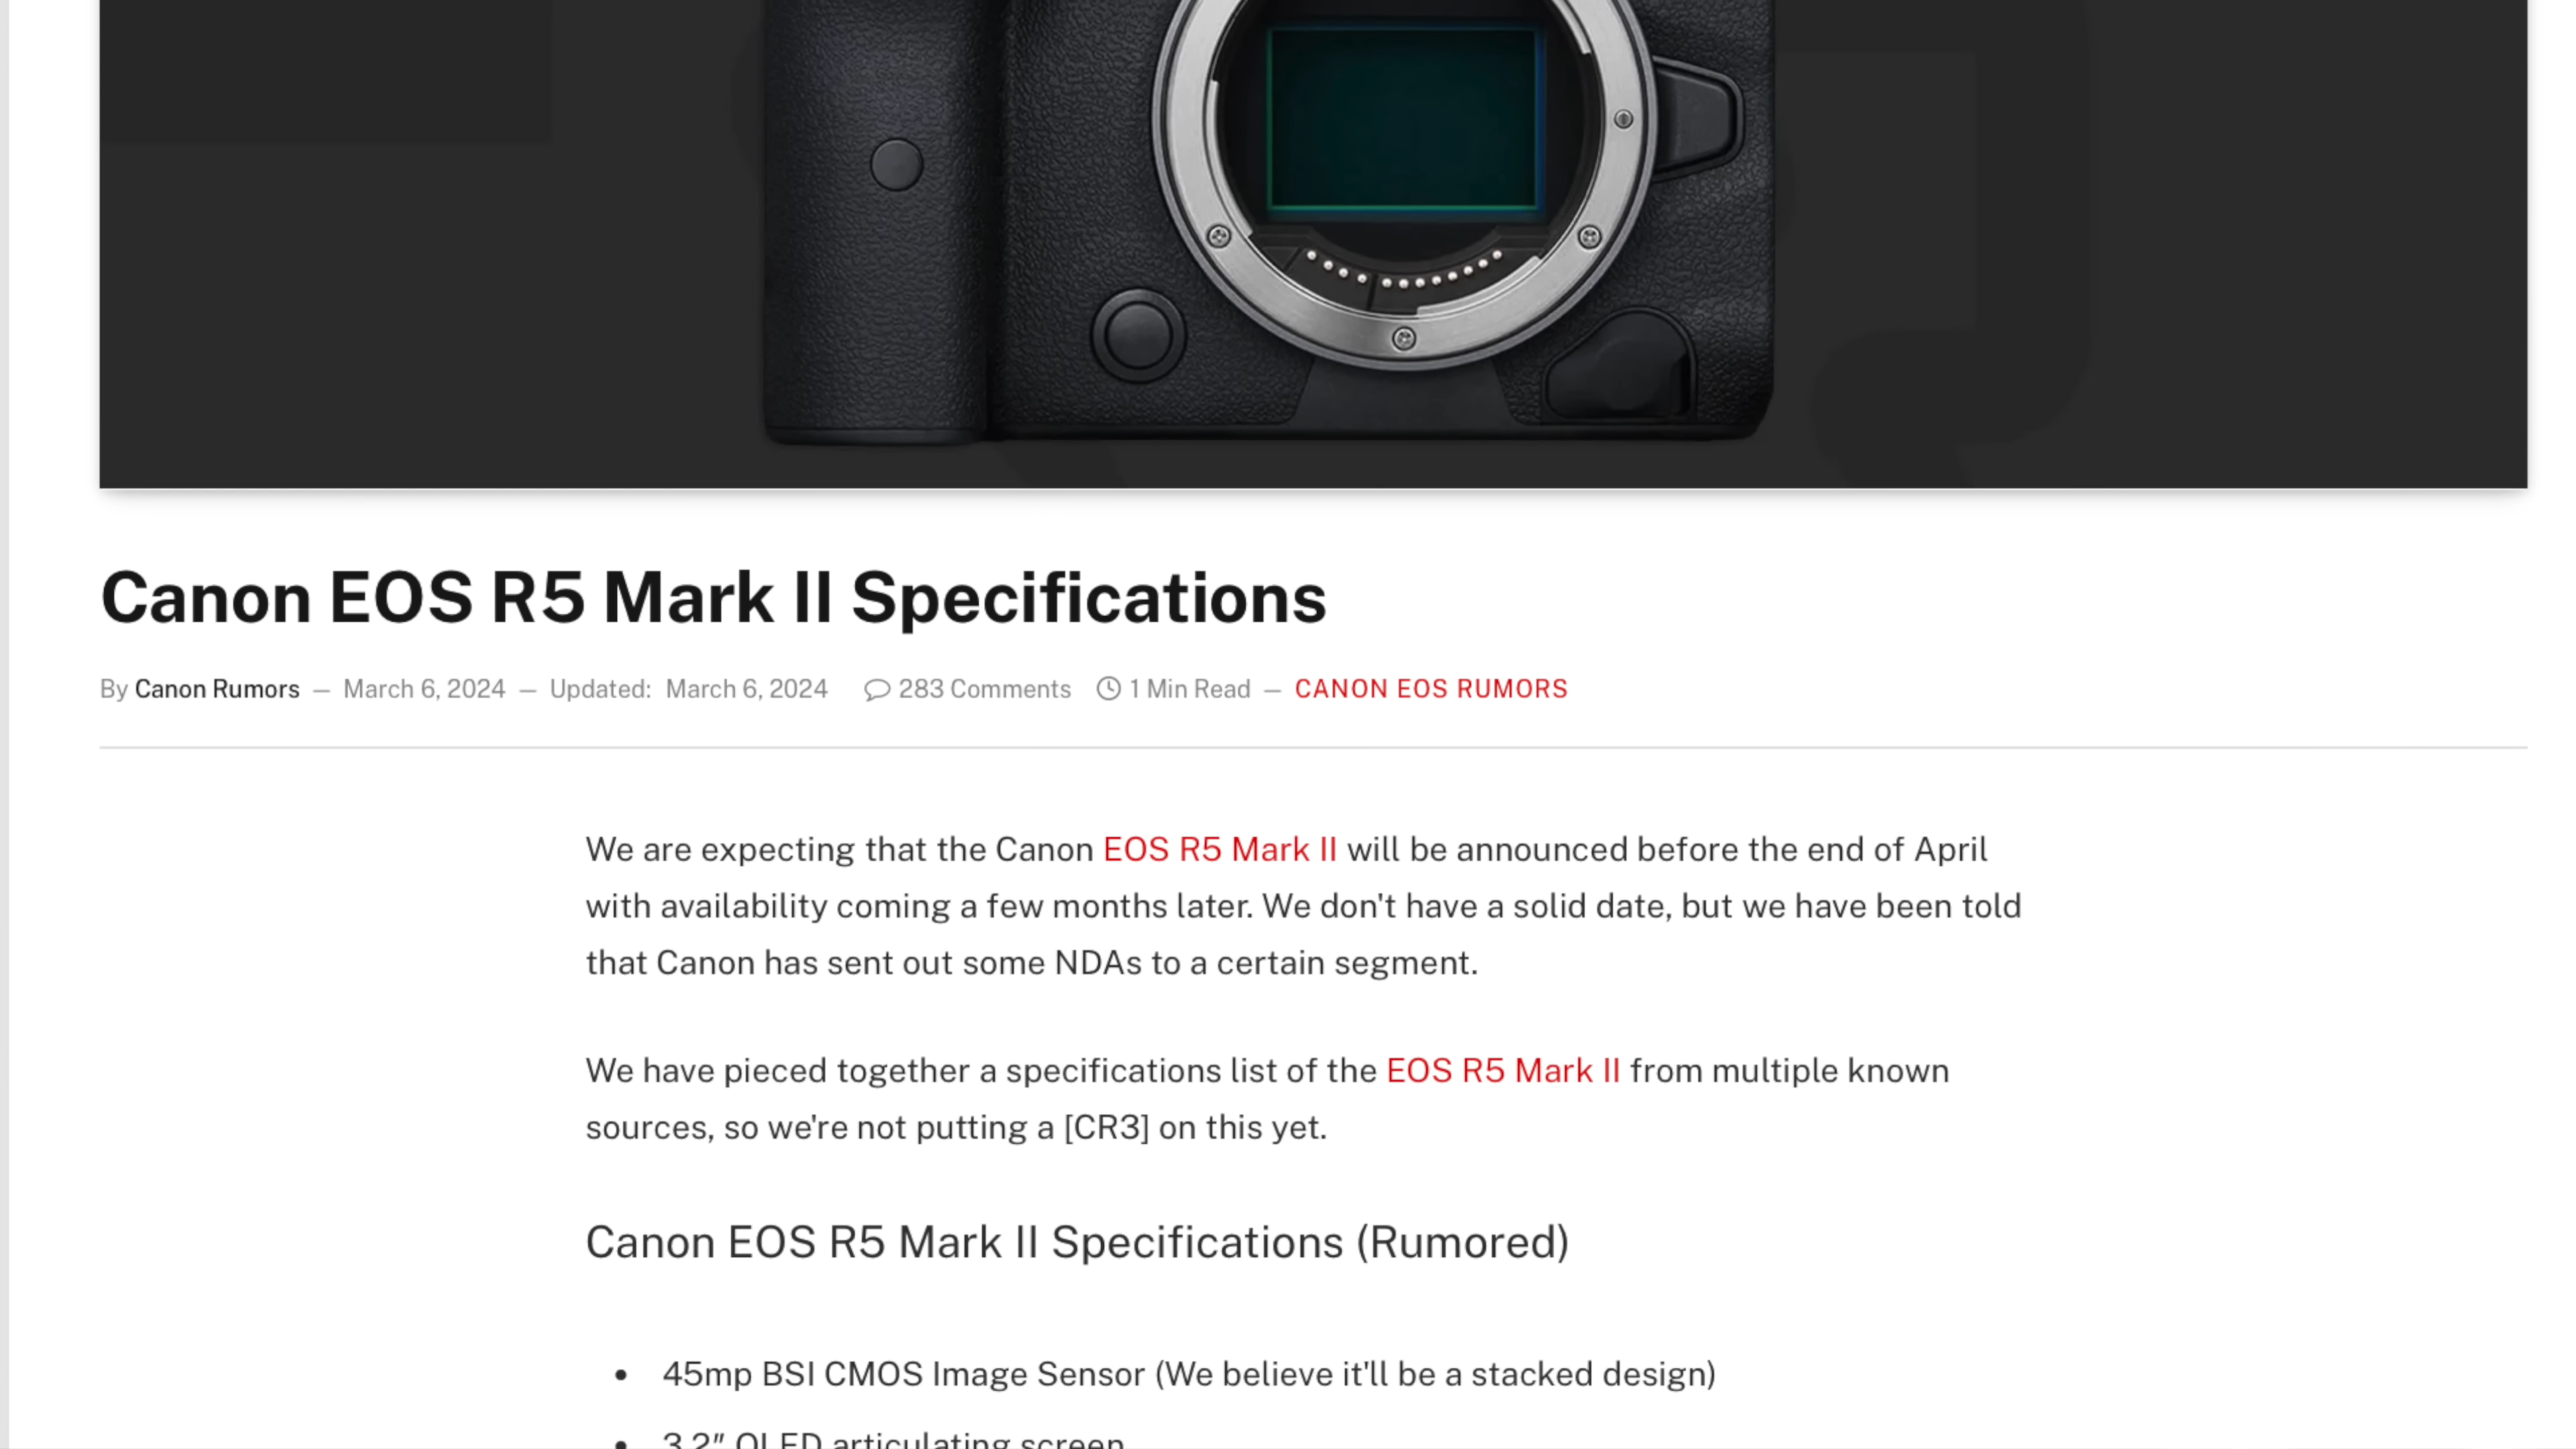 Canon EOS R5 Mark II Specifications
By Canon Rumors — March 6, 2024 — Updated: March 6, 2024 283 Comments 1 Min Read — CANON EOS RUMORS
We are expecting that the Canon EOS R5 Mark II will be announced before the end of April
with availability coming a few months later. We don't have a solid date, but we have been told
that Canon has sent out some NDAs to a certain segment.
We have pieced together a specifications list of the EOS R5 Mark II from multiple known
sources, so we're not putting a [CR3] on this yet.
Canon EOS R5 Mark II Specifications (Rumored)
• 45mp BSI CMOS Image Sensor (We believe it'll be a stacked design)
• 3.2″ OLED articulating screen